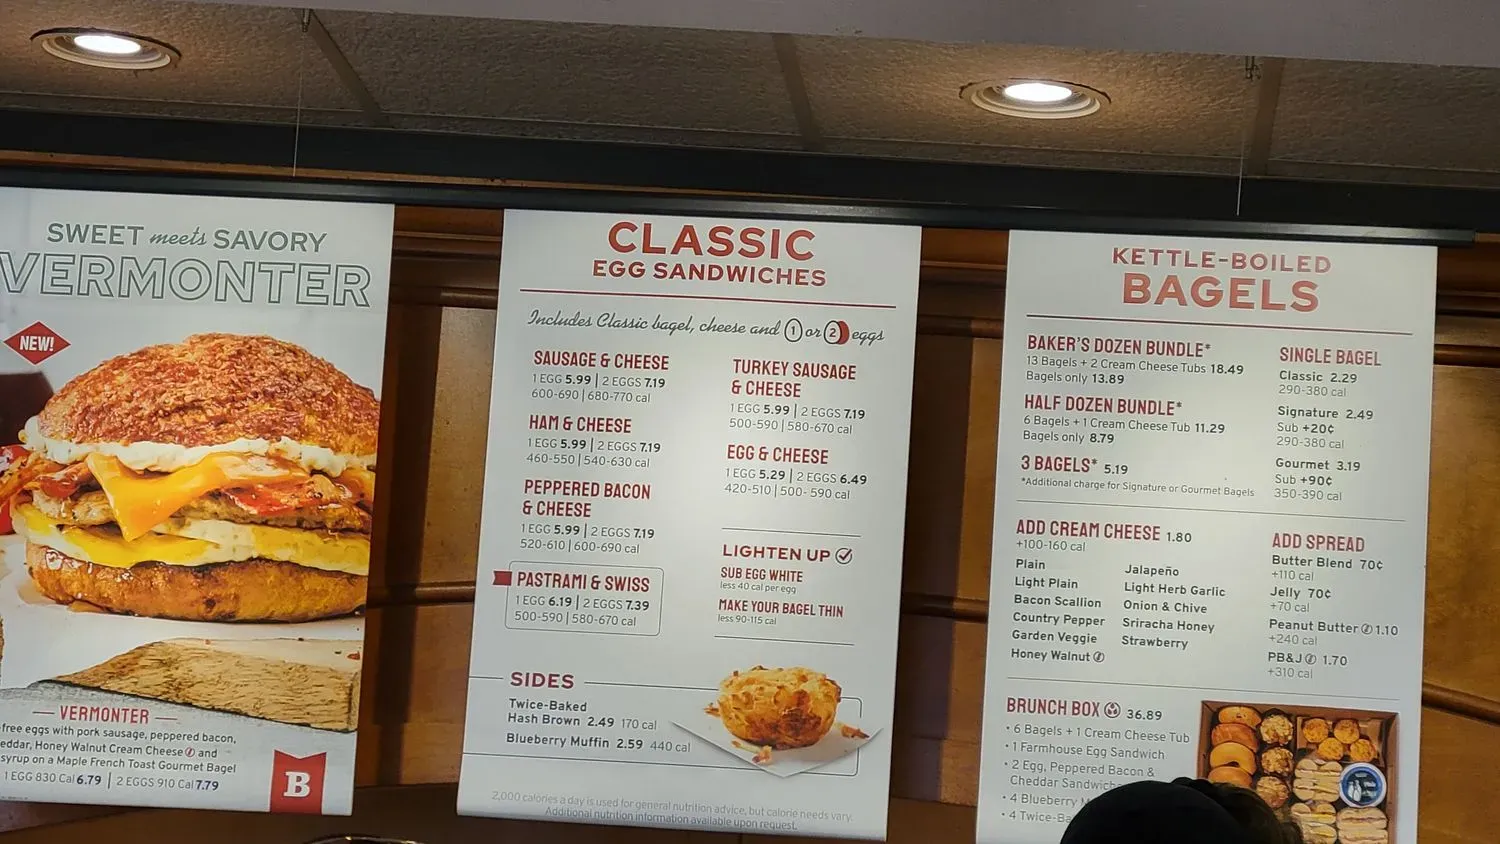 SWEET meets SAVORY
VERMONTER
NEW!
VERMONTER
-free eggs with pork sausage, peppered bacon,
eddar, Honey Walnut Cream Cheese and
syrup on a Maple French Toast Gourmet Bagel
1 EGG 830 Cal 6.79 | 2 EGGS 910 Cal 7.79
B
CLASSIC
EGG SANDWICHES
Includes Classic bagel, cheese and 1 or 2 eggs
SAUSAGE & CHEESE
1 EGG 5.99 | 2 EGGS 7.19
600-690 | 680-770 cal
HAM & CHEESE
1 EGG 5.99 | 2 EGGS 7.19
460-550 | 540-630 cal
PEPPERED BACON
& CHEESE
1 EGG 5.99 | 2 EGGS 7.19
520-610 | 600-690 cal
PASTRAMI & SWISS
1 EGG 6.19 | 2 EGGS 7.39
500-590 | 580-670 cal
TURKEY SAUSAGE
& CHEESE
1 EGG 5.99 | 2 EGGS 7.19
500-590 | 580-670 cal
EGG & CHEESE
1 EGG 5.29 | 2 EGGS 6.49
420-510 | 500- 590 cal
LIGHTEN UP
SUB EGG WHITE
less 40 cal per egg
MAKE YOUR BAGEL THIN
less 90-115 cal
SIDES
Twice-Baked
Hash Brown 2.49 170 cal
Blueberry Muffin 2.59 440 cal
2,000 calories a day is used for general nutrition advice, but calorie needs vary.
Additional nutrition information available upon request.
KETTLE-BOILED
BAGELS
BAKER'S DOZEN BUNDLE*
13 Bagels + 2 Cream Cheese Tubs 18.49
Bagels only 13.89
HALF DOZEN BUNDLE*
6 Bagels + 1 Cream Cheese Tub 11.29
Bagels only 8.79
3 BAGELS* 5.19
*Additional charge for Signature or Gourmet Bagels
SINGLE BAGEL
Classic 2.29
290-380 cal
Signature 2.49
Sub +20¢
290-380 cal
Gourmet 3.19
Sub +90¢
350-390 cal
ADD CREAM CHEESE 1.80
+100-160 cal
Plain
Light Plain
Bacon Scallion
Country Pepper
Garden Veggie
Honey Walnut
Jalapeño
Light Herb Garlic
Onion & Chive
Sriracha Honey
Strawberry
ADD SPREAD
Butter Blend 70¢
+110 cal
Jelly 70¢
+70 cal
Peanut Butter 1.10
+240 cal
PB&J 1.70
+310 cal
BRUNCH BOX 36.89
• 6 Bagels + 1 Cream Cheese Tub
• 1 Farmhouse Egg Sandwich
• 2 Egg, Peppered Bacon &
Cheddar Sandwich
• 4 Blueberry M
• 4 Twice-Ba